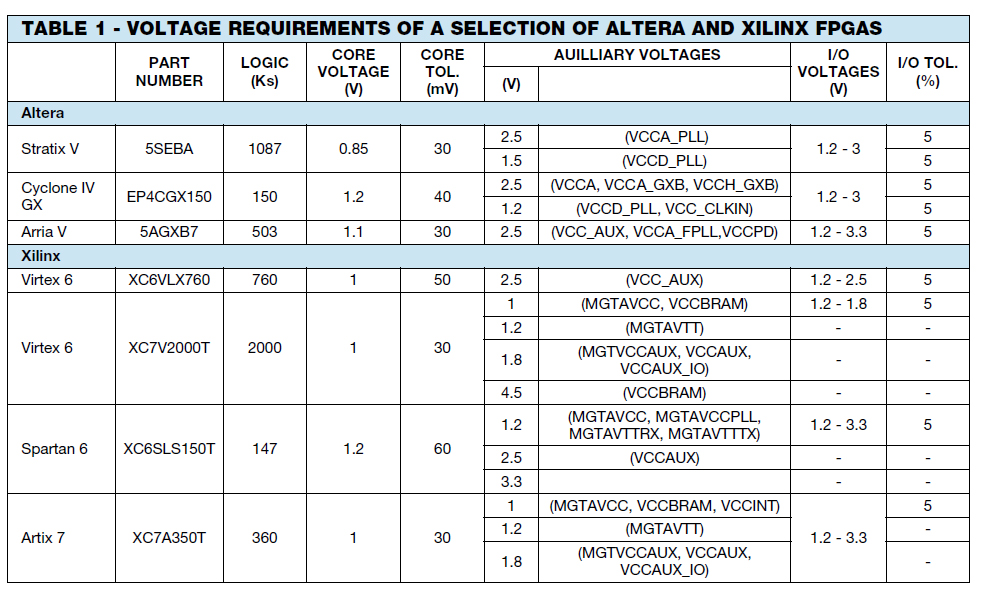 TABLE 1 - VOLTAGE REQUIREMENTS OF A SELECTION OF ALTERA AND XILINX FPGAS
PART NUMBER LOGIC (Ks) CORE VOLTAGE (V) CORE TOL. (mV) AUILLIARY VOLTAGES (V) I/O VOLTAGES (V) I/O TOL. (%)
Altera
Stratix V 5SEBA 1087 0.85 30 2.5 (VCCA_PLL) 1.2 - 3 5
1.5 (VCCD_PLL) 5
Cyclone IV GX EP4CGX150 150 1.2 40 2.5 (VCCA, VCCA_GXB, VCCH_GXB) 1.2 - 3 5
1.2 (VCCD_PLL, VCC_CLKIN) 5
Arria V 5AGXB7 503 1.1 30 2.5 (VCC_AUX, VCCA_FPLL,VCCPD) 1.2 - 3.3 5
Xilinx
Virtex 6 XC6VLX760 760 1 50 2.5 (VCC_AUX) 1.2 - 2.5 5
Virtex 6 XC7V2000T 2000 1 30 1 (MGTAVCC, VCCBRAM) 1.2 - 1.8 5
1.2 (MGTAVTT) - -
1.8 (MGTVCCAUX, VCCAUX, VCCAUX_IO) - -
4.5 (VCCBRAM) - -
Spartan 6 XC6SLS150T 147 1.2 60 1.2 (MGTAVCC, MGTAVCCPLL, MGTAVTTRX, MGTAVTTTX) 1.2 - 3.3 5
2.5 (VCCAUX) - -
3.3 - -
Artix 7 XC7A350T 360 1 30 1 (MGTAVCC, VCCBRAM, VCCINT) 1.2 - 3.3 5
1.2 (MGTAVTT) -
1.8 (MGTVCCAUX, VCCAUX, VCCAUX_IO) -